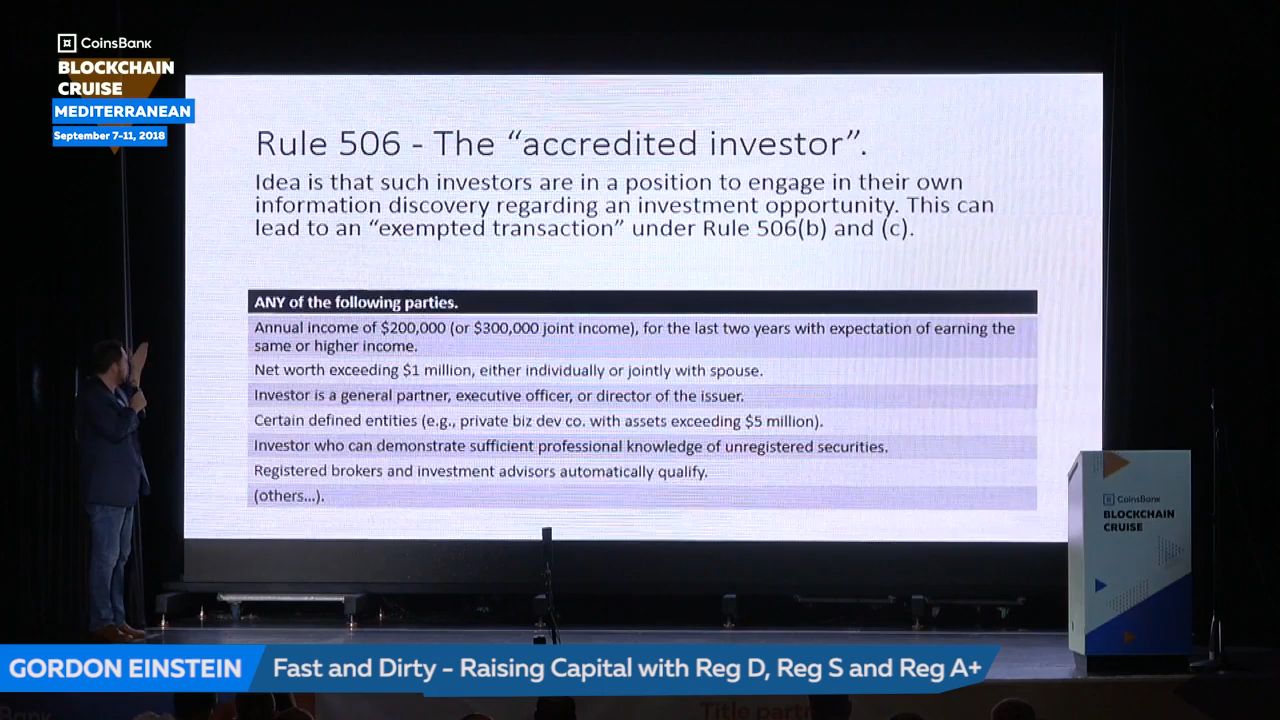 CoinsBank
BLOCKCHAIN
CRUISE
MEDITERRANEAN
September 7-11, 2018
Rule 506 - The “accredited investor”.
Idea is that such investors are in a position to engage in their own
information discovery regarding an investment opportunity. This can
lead to an “exempted transaction” under Rule 506(b) and (c).
ANY of the following parties.
Annual income of $200,000 (or $300,000 joint income), for the last two years with expectation of earning the
same or higher income.
Net worth exceeding $1 million, either individually or jointly with spouse.
Investor is a general partner, executive officer, or director of the issuer.
Certain defined entities (e.g., private biz dev co. with assets exceeding $5 million).
Investor who can demonstrate sufficient professional knowledge of unregistered securities.
Registered brokers and investment advisors automatically qualify.
(others...).
CoinsBank
BLOCKCHAIN
CRUISE
GORDON EINSTEIN
Fast and Dirty – Raising Capital with Reg D, Reg S and Reg A+
Title